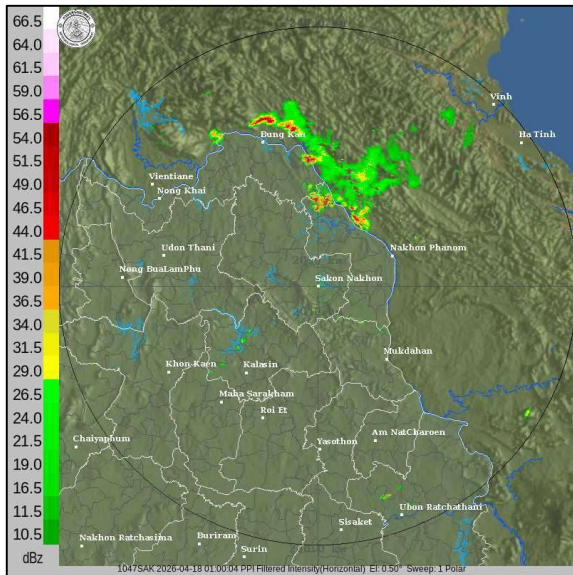 66.5
64.0
61.5
59.0
56.5
54.0
51.5
49.0
46.5
44.0
41.5
39.0
36.5
34.0
31.5
29.0
26.5
24.0
21.5
19.0
16.5
14.0
11.5
10.5
dBz
Vinh
Ha Tinh
Bung Kan
Vientiane
Nong Khai
Udon Thani
Nakhon Phanom
Nong BuaLamPhu
Sakon Nakhon
Mukdahan
Khon Kaen
Kalasin
Maha Sarakham
Roi Et
Chaiyaphum
Yasothon
Am NatCharoen
Ubon Ratchathani
Sisaket
Nakhon Ratchasima
Buriram
Surin
1047SAK 2026-04-18 01:00:04 PPI Filtered Intensity(Horizontal) El: 0.50° Sweep: 1 Polar